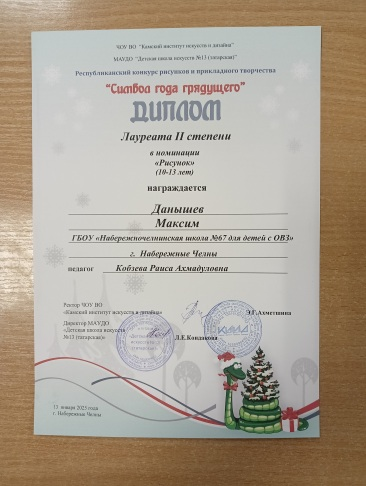 ЧОУ ВО "Камский институт искусств и дизайна"
МАУДО "Детская школа искусств №13 (татарская)"
Республиканский конкурс рисунков и прикладного творчества
"Символ года грядущего"
ДИПЛОМ
Лауреата II степени
в номинации
«Рисунок»
(10-13 лет)
награждается
Данышев
Максим
ГБОУ «Набережночелнинская школа №67 для детей с ОВЗ»
г. Набережные Челны
педагог Кобзева Раиса Ахмадуловна
Ректор ЧОУ ВО
«Камский институт искусств и дизайна»
Э.Г.Ахметшина
Директор МАУДО
«Детская школа искусств
№13 (татарская)»
Л.Е.Кондакова
КИИД
13 января 2025 года
г. Набережные Челны